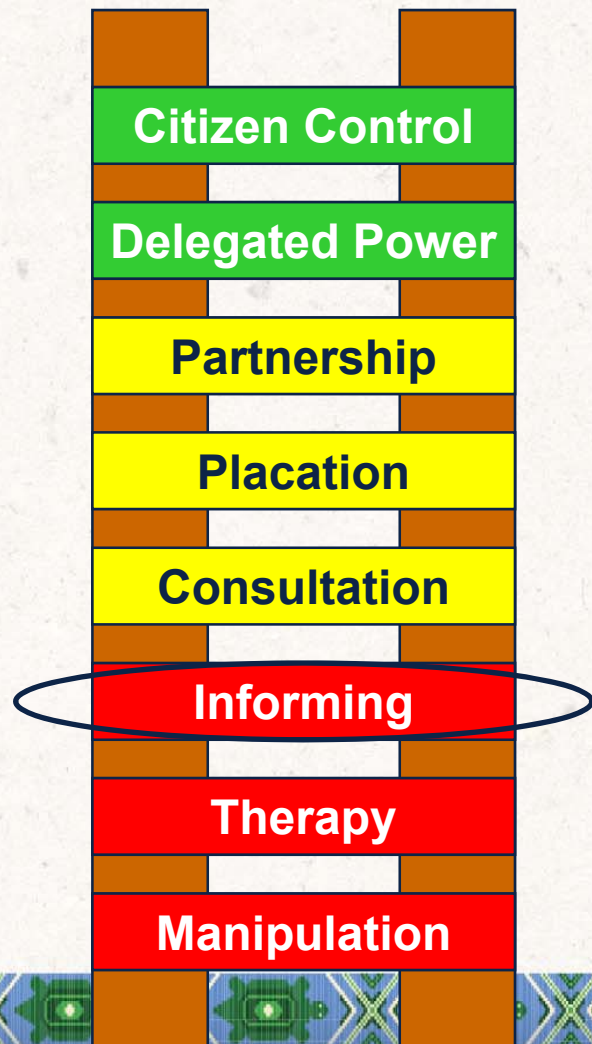 Citizen Control
Delegated Power
Partnership
Placation
Consultation
Informing
Therapy
Manipulation